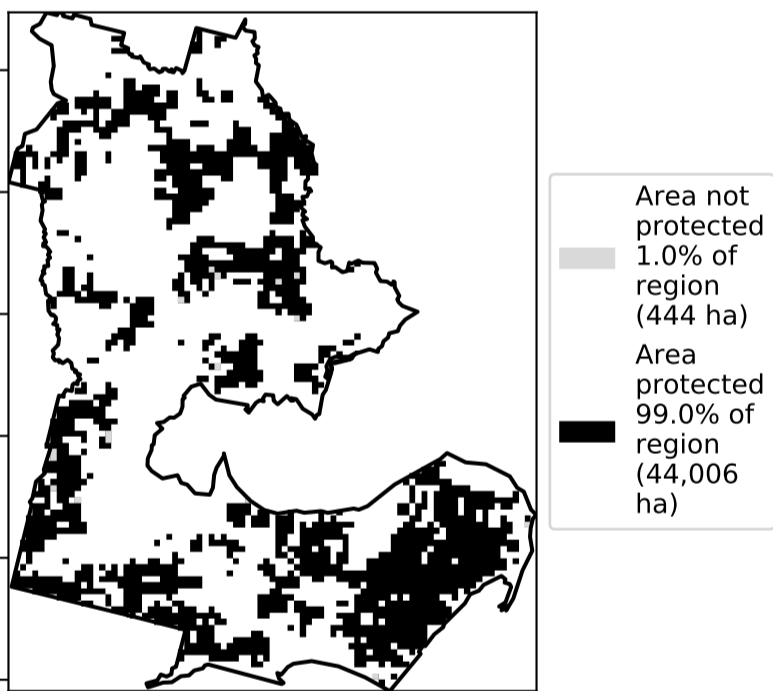 Area not
protected
1.0% of
region
(444 ha)
Area
protected
99.0% of
region
(44,006
ha)